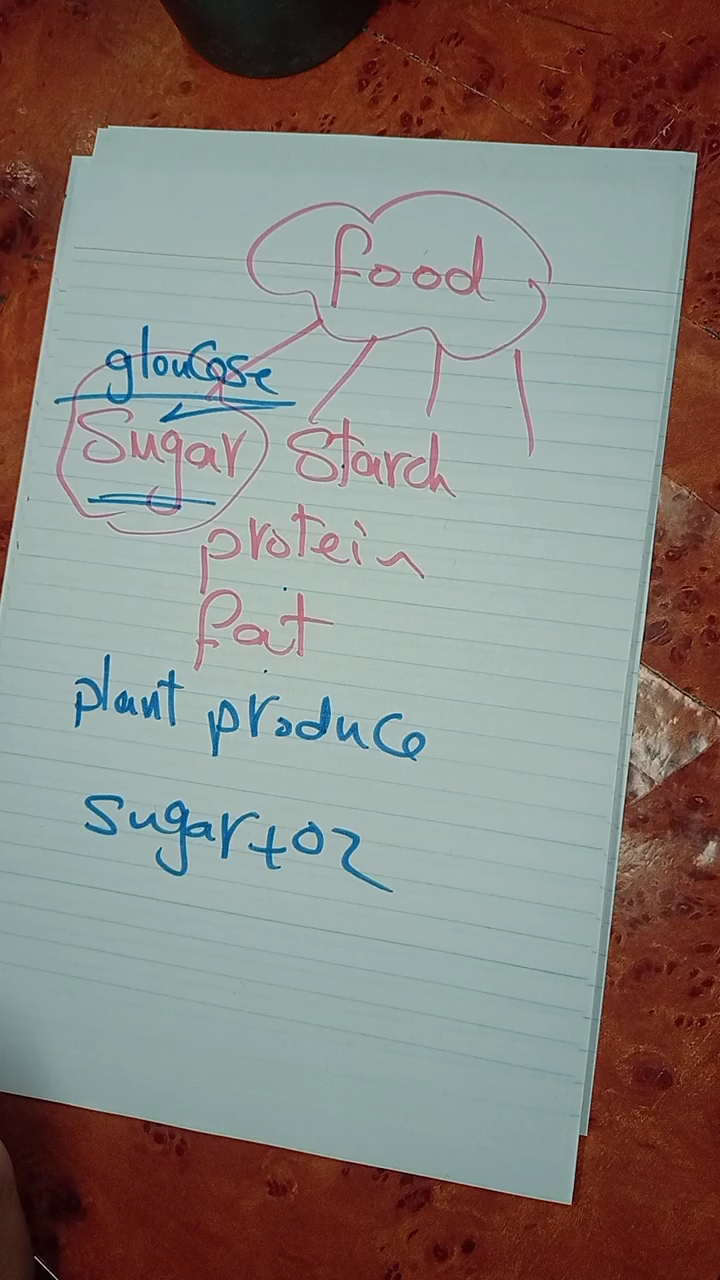 food
gloucose
Sugar Starch
protein
fat
plant produce
sugar + O2